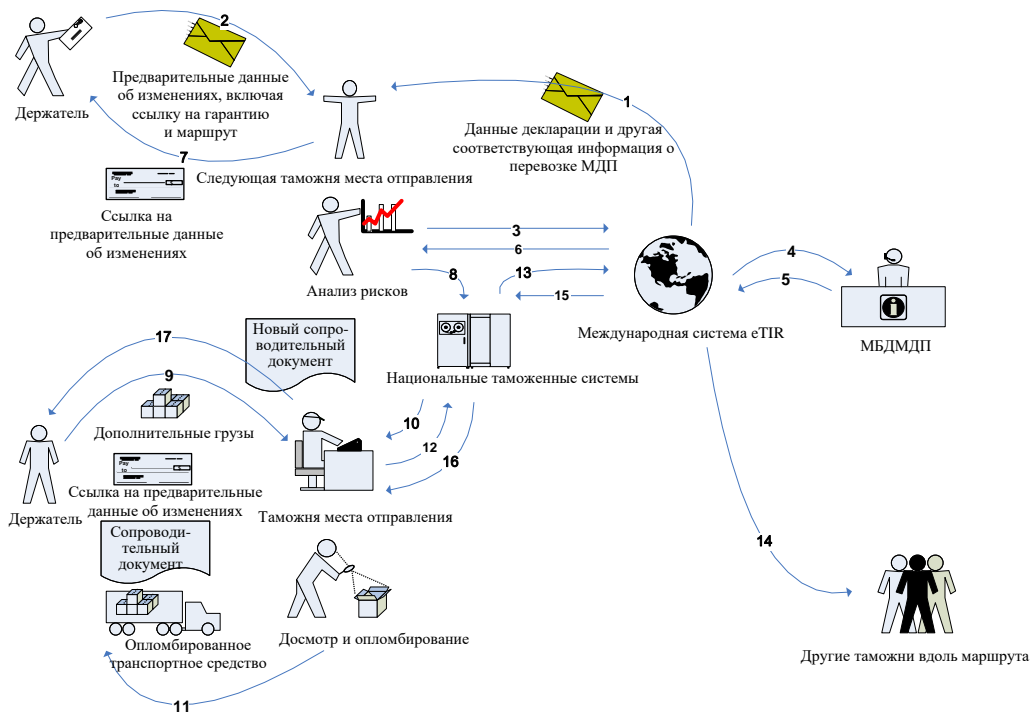 2
1
Держатель
Предварительные данные
об изменениях, включая
ссылку на гарантию
и маршрут
Данные декларации и другая
соответствующая информация о
перевозке МДП
7
Pay
to
Следующая таможня места отправления
Ссылка на
предварительные данные
об изменениях
3
6
4
5
8
13
15
Анализ рисков
Международная система eTIR
МБДМДП
Новый сопро-
водительный
документ
Национальные таможенные системы
17
9
Дополнительные грузы
10
12
16
Pay
to
Ссылка на предварительные
данные об изменениях
Держатель
Таможня места отправления
Сопроводи-
тельный
документ
14
Досмотр и опломбирование
Опломбированное
транспортное средство
11
Другие таможни вдоль маршрута